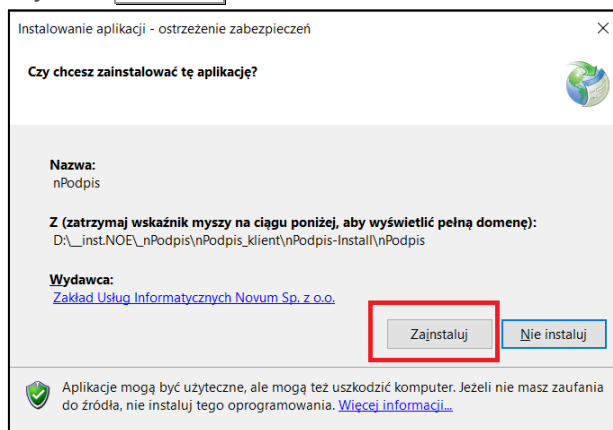 Instalowanie aplikacji - ostrzeżenie zabezpieczeń
Czy chcesz zainstalować tę aplikację?
Nazwa:
nPodpis
Z (zatrzymaj wskaźnik myszy na ciągu poniżej, aby wyświetlić pełną domenę):
D:\__inst.NOE\_nPodpis\nPodpis_klient\nPodpis-Install\nPodpis
Wydawca:
Zakład Usług Informatycznych Novum Sp. z o.o.
Zainstaluj Nie instaluj
Aplikacje mogą być użyteczne, ale mogą też uszkodzić komputer. Jeżeli nie masz zaufania
do źródła, nie instaluj tego oprogramowania. Więcej informacji...